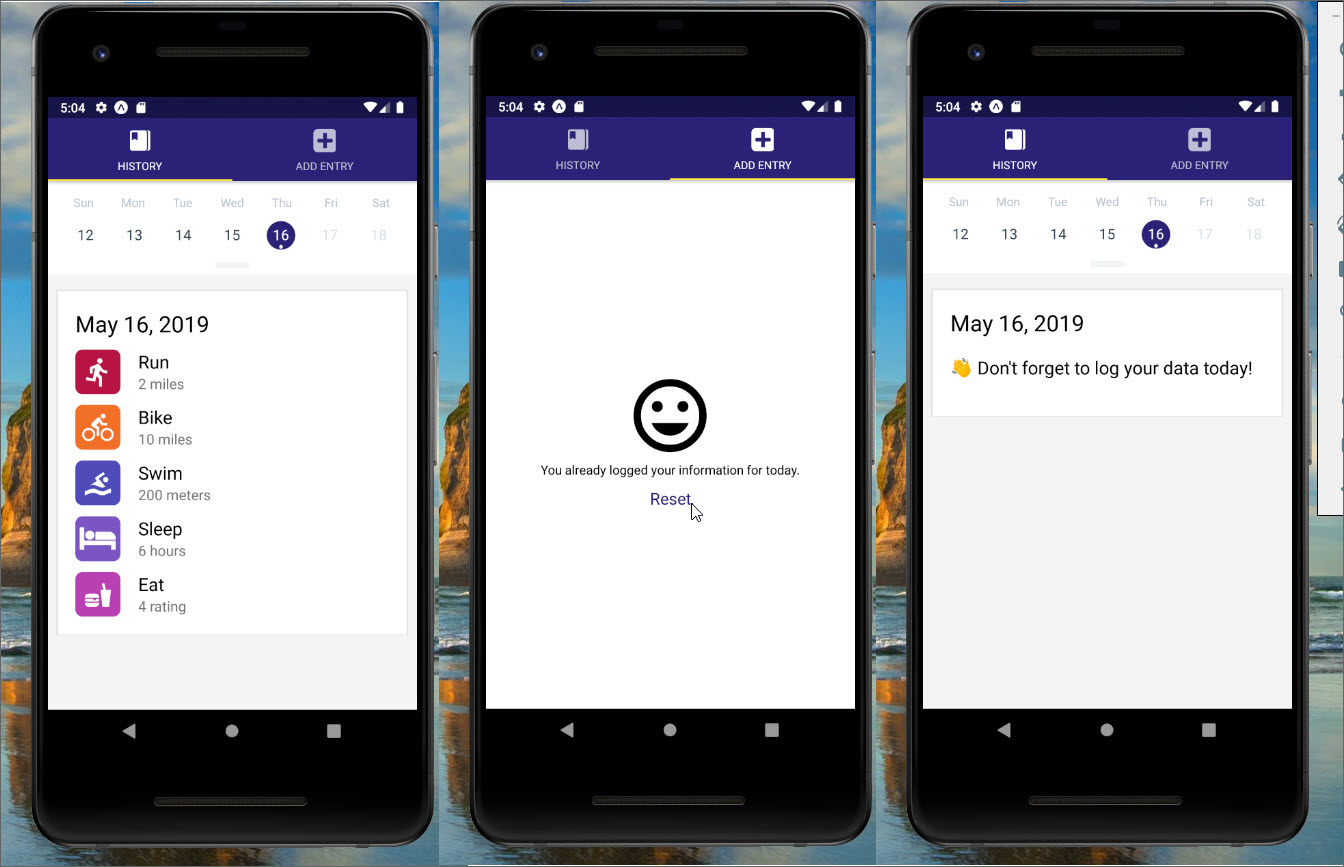 5:04
HISTORY ADD ENTRY
Sun Mon Tue Wed Thu Fri Sat
12 13 14 15 16 17 18
May 16, 2019
Run
2 miles
Bike
10 miles
Swim
200 meters
Sleep
6 hours
Eat
4 rating
5:04
HISTORY ADD ENTRY
You already logged your information for today.
Reset
5:04
HISTORY ADD ENTRY
Sun Mon Tue Wed Thu Fri Sat
12 13 14 15 16 17 18
May 16, 2019
👋 Don't forget to log your data today!